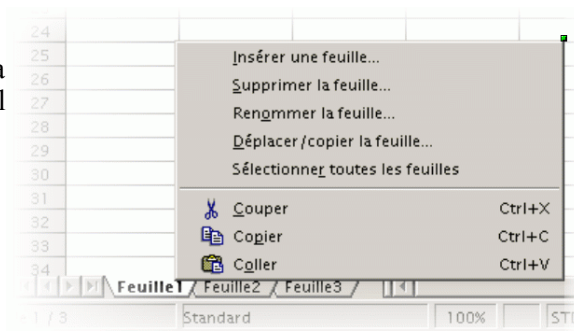 24
25
26
27
28
29
30
31
32
33
34
a
l
Insérer une feuille...
Supprimer la feuille...
Renommer la feuille...
Déplacer/copier la feuille...
Sélectionner toutes les feuilles
Couper Ctrl+X
Copier Ctrl+C
Coller Ctrl+V
Feuille1 Feuille2 Feuille3
1 / 3 Standard 100%